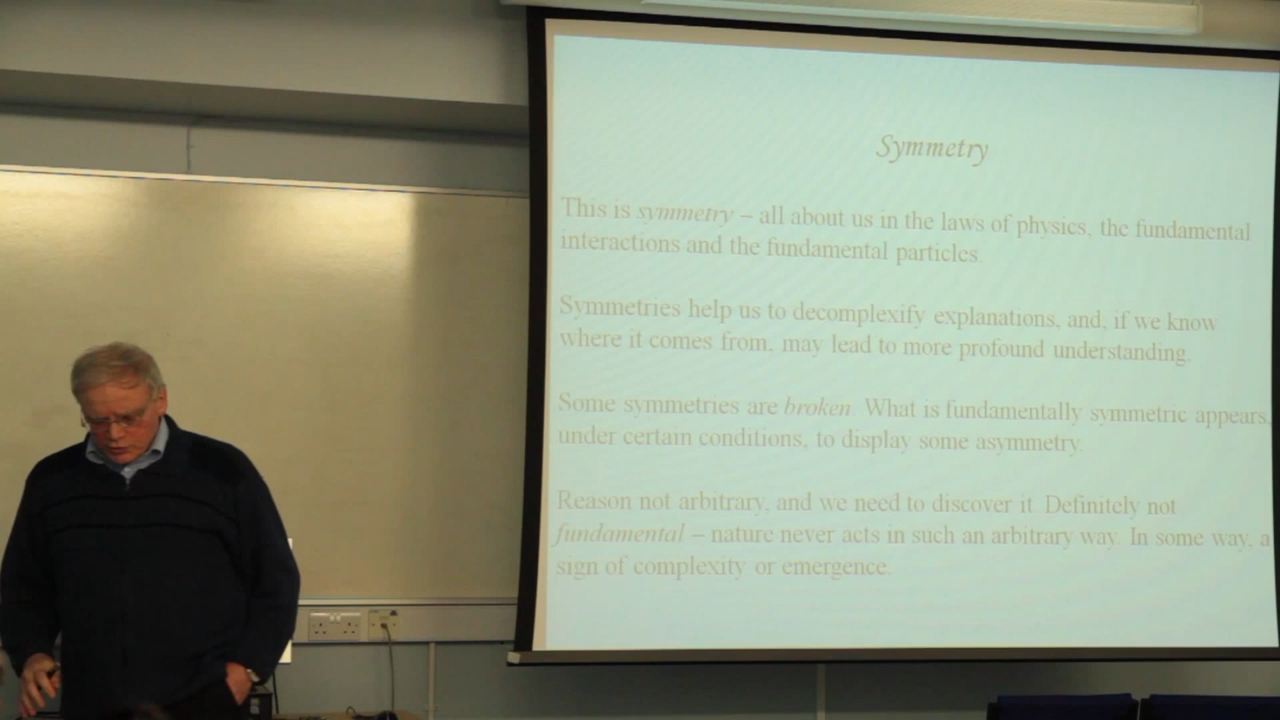 Symmetry
This is symmetry – all about us in the laws of physics, the fundamental
interactions and the fundamental particles.
Symmetries help us to decomplexify explanations, and, if we know
where it comes from, may lead to more profound understanding.
Some symmetries are broken. What is fundamentally symmetric appears,
under certain conditions, to display some asymmetry.
Reason not arbitrary, and we need to discover it. Definitely not
fundamental – nature never acts in such an arbitrary way. In some way, a
sign of complexity or emergence.